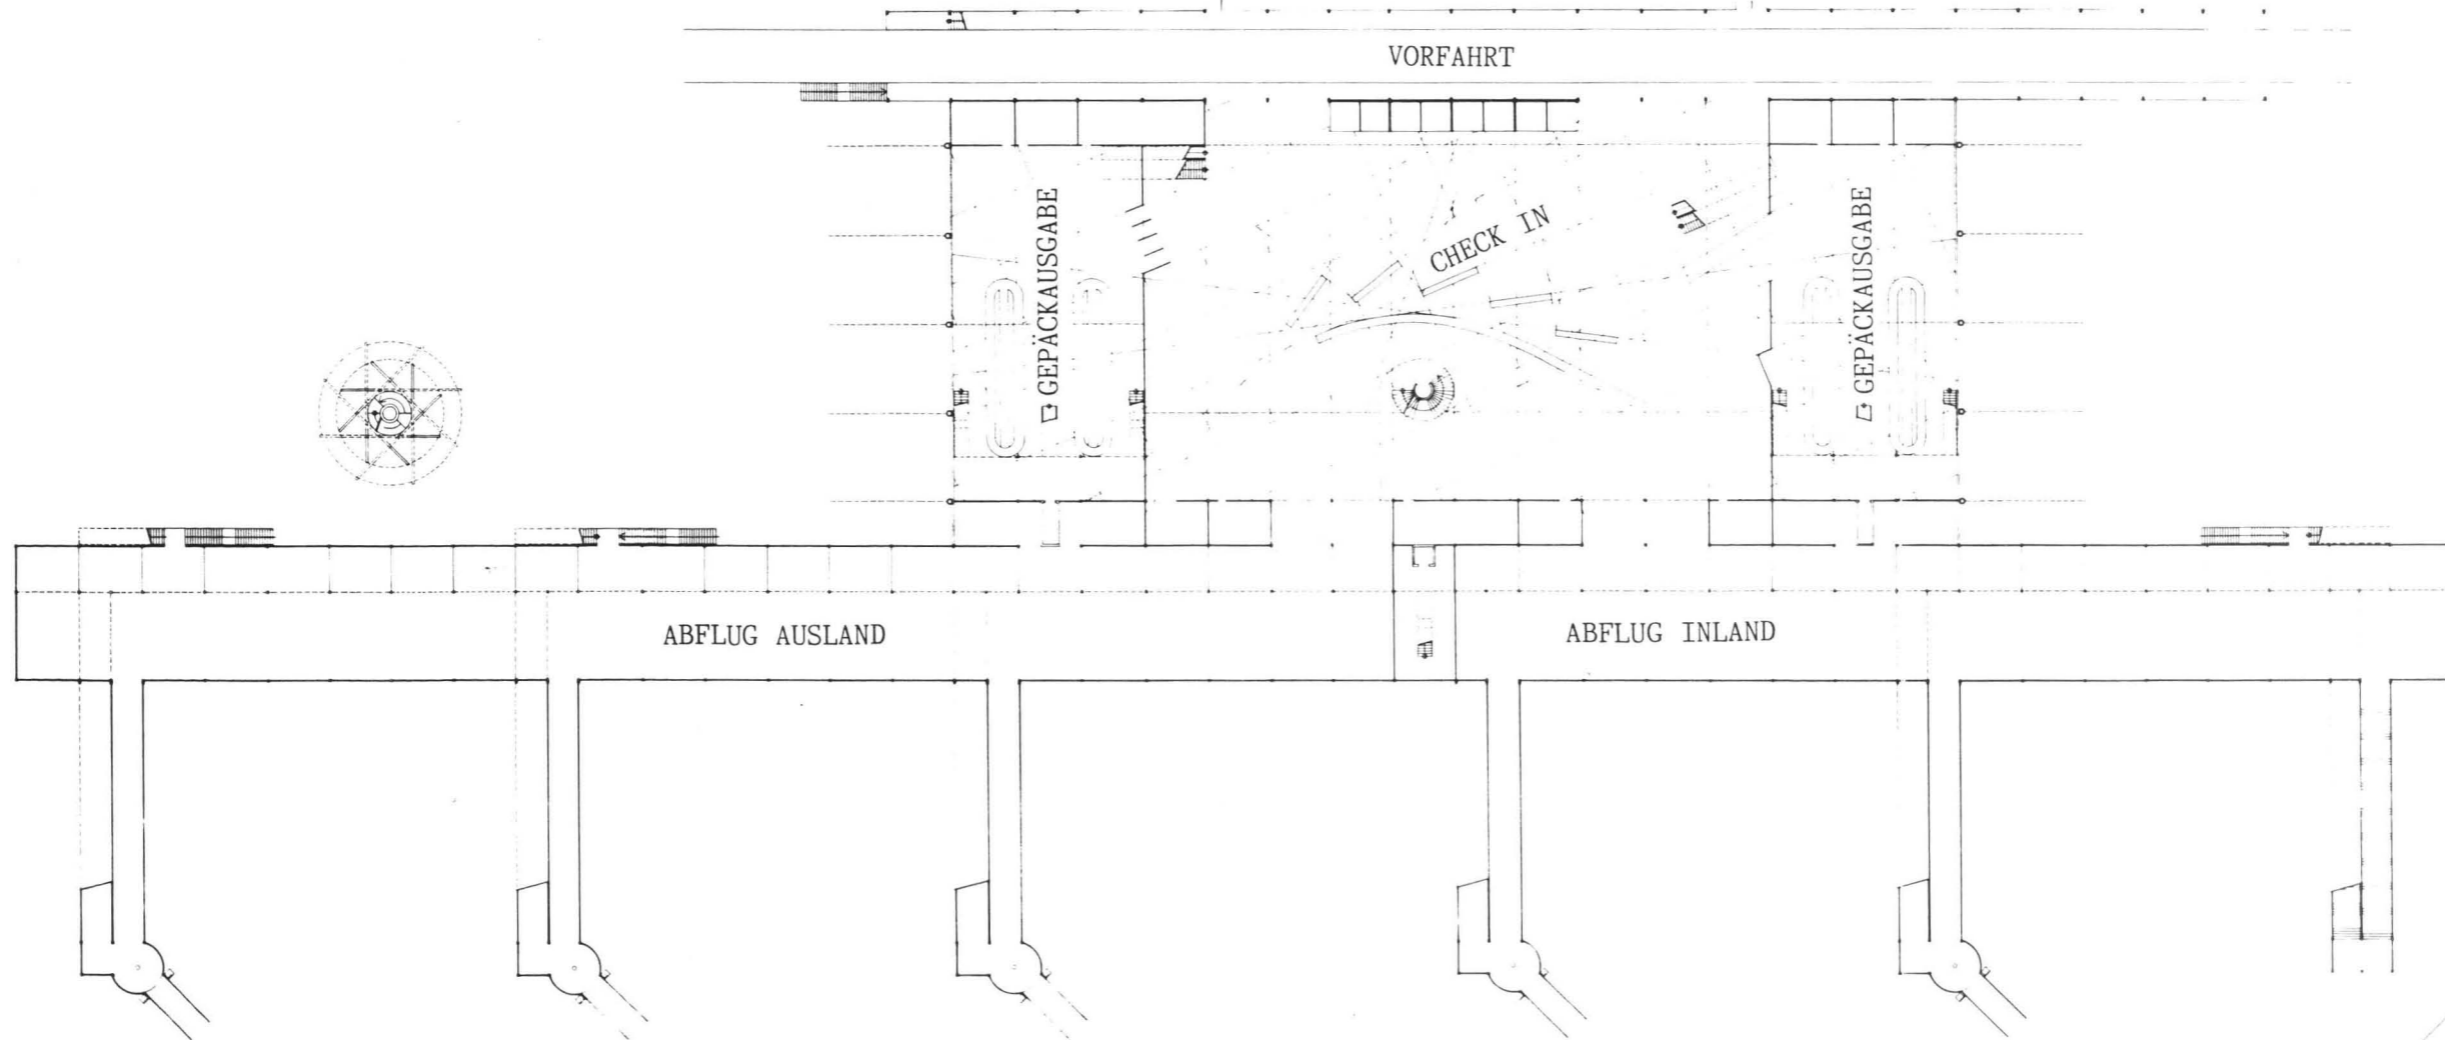 VORFAHRT
GEPÄCKAUSGABE
CHECK IN
GEPÄCKAUSGABE
ABFLUG AUSLAND
ABFLUG INLAND